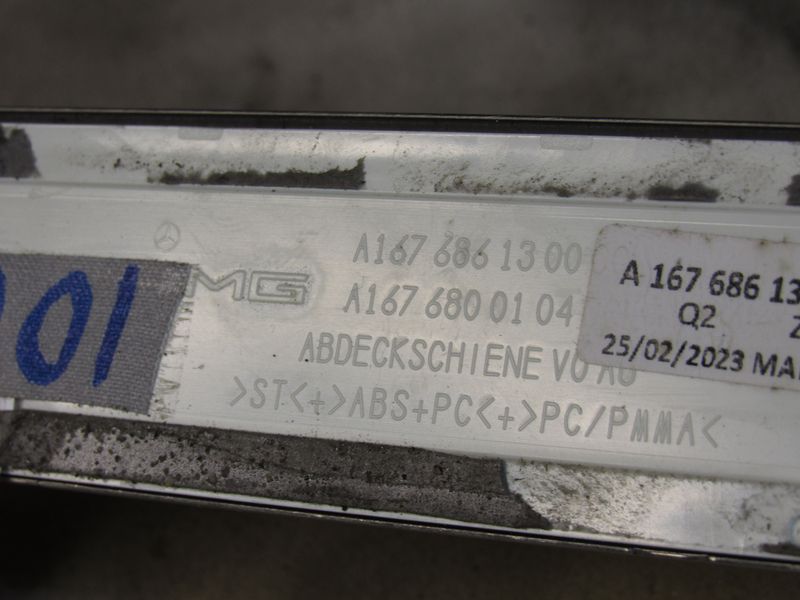 A167 686 13 00
MG
A167 680 01 04
ABDECKSCHIENE VO
>ST<+>ABS+PC<+>PC/PMMA<
A 167 686 13
Q2
25/02/2023
01